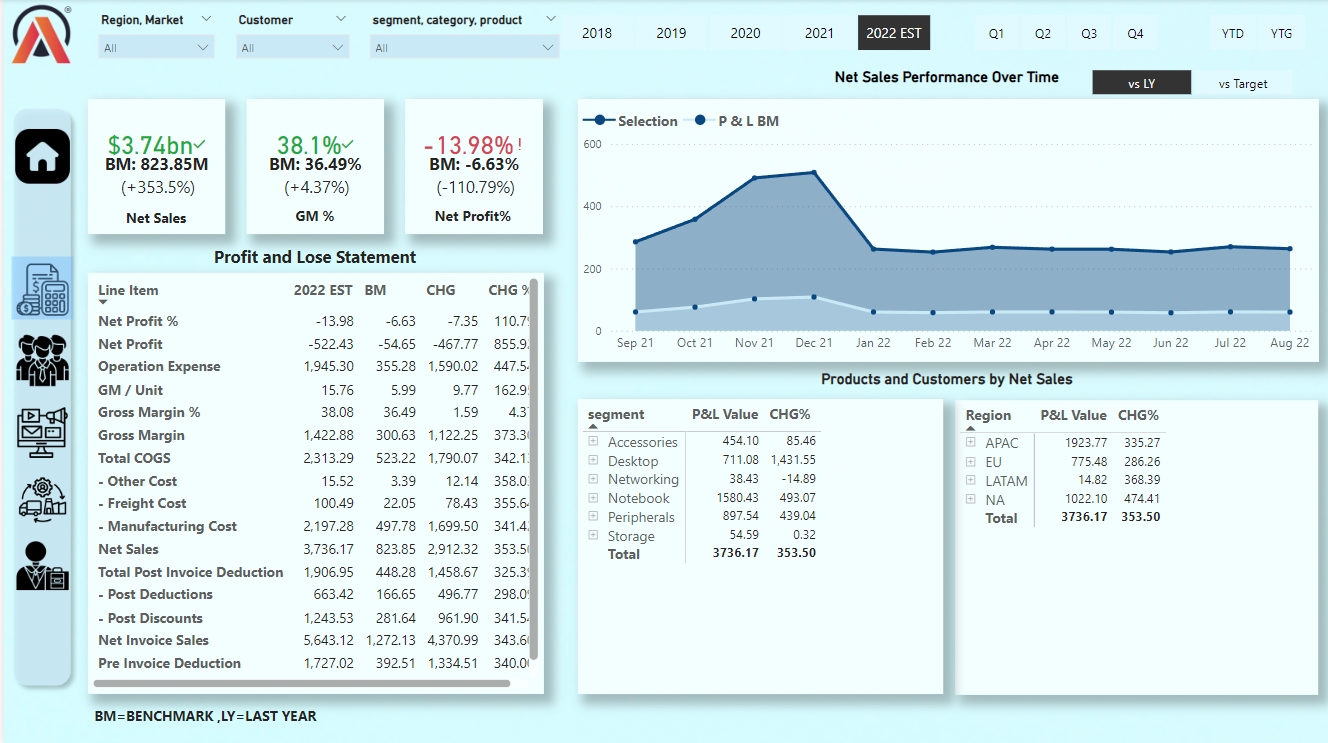 Region, Market
Customer
segment, category, product
All
All
All
2018
2019
2020
2021
2022 EST
Q1
Q2
Q3
Q4
YTD
YTG
Net Sales Performance Over Time
vs LY
vs Target
$3.74bn✓
BM: 823.85M
(+353.5%)
Net Sales
38.1%✓
BM: 36.49%
(+4.37%)
GM %
-13.98%!
BM: -6.63%
(-110.79%)
Net Profit%
Selection
P & L BM
600
400
200
0
Sep 21 Oct 21 Nov 21 Dec 21 Jan 22 Feb 22 Mar 22 Apr 22 May 22 Jun 22 Jul 22 Aug 22
Profit and Lose Statement
Line Item 2022 EST BM CHG CHG %
Net Profit % -13.98 -6.63 -7.35 110.7
Net Profit -522.43 -54.65 -467.77 855.9
Operation Expense 1,945.30 355.28 1,590.02 447.5
GM / Unit 15.76 5.99 9.77 162.9
Gross Margin % 38.08 36.49 1.59 4.3
Gross Margin 1,422.88 300.63 1,122.25 373.3
Total COGS 2,313.29 523.22 1,790.07 342.1
- Other Cost 15.52 3.39 12.14 358.0
- Freight Cost 100.49 22.05 78.43 355.6
- Manufacturing Cost 2,197.28 497.78 1,699.50 341.4
Net Sales 3,736.17 823.85 2,912.32 353.5
Total Post Invoice Deduction 1,906.95 448.28 1,458.67 325.3
- Post Deductions 663.42 166.65 496.77 298.0
- Post Discounts 1,243.53 281.64 961.90 341.5
Net Invoice Sales 5,643.12 1,272.13 4,370.99 343.6
Pre Invoice Deduction 1,727.02 392.51 1,334.51 340.0
BM=BENCHMARK ,LY=LAST YEAR
Products and Customers by Net Sales
segment P&L Value CHG%
Accessories 454.10 85.46
Desktop 711.08 1,431.55
Networking 38.43 -14.89
Notebook 1580.43 493.07
Peripherals 897.54 439.04
Storage 54.59 0.32
Total 3736.17 353.50
Region P&L Value CHG%
APAC 1923.77 335.27
EU 775.48 286.26
LATAM 14.82 368.39
NA 1022.10 474.41
Total 3736.17 353.50